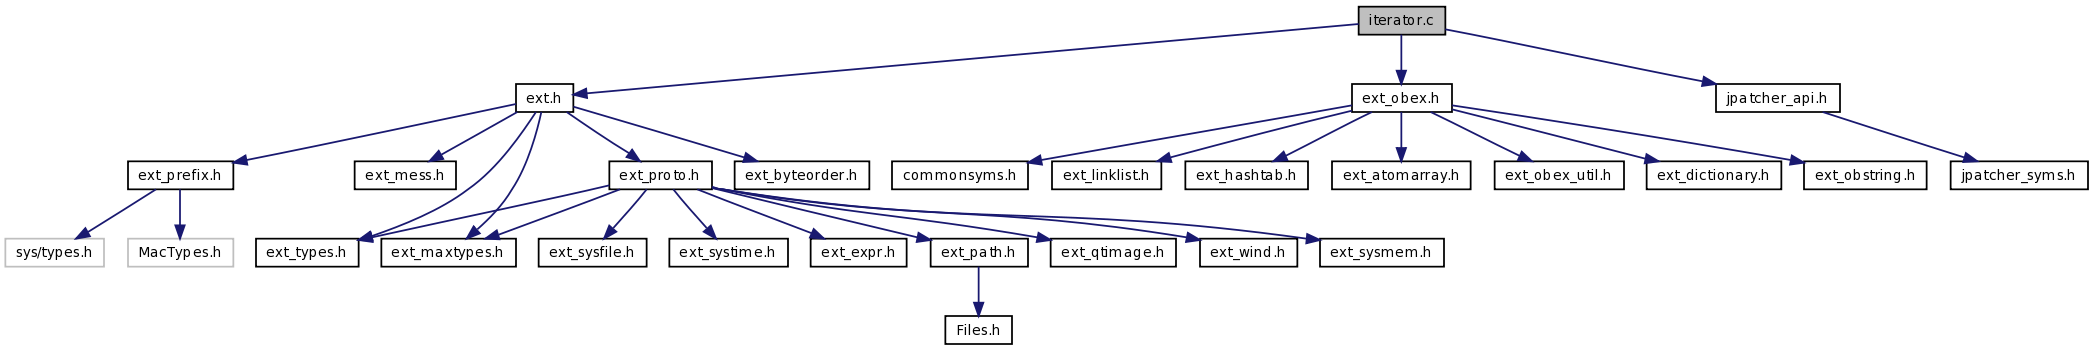 iterator.c
ext.h
ext_obex.h
jpatcher_api.h
ext_prefix.h
ext_mess.h
ext_proto.h
ext_byteorder.h
commonsyms.h
ext_linklist.h
ext_hashtab.h
ext_atomarray.h
ext_obex_util.h
ext_dictionary.h
ext_obstring.h
jpatcher_syms.h
sys/types.h
MacTypes.h
ext_types.h
ext_maxtypes.h
ext_sysfile.h
ext_systime.h
ext_expr.h
ext_path.h
ext_qtimage.h
ext_wind.h
ext_sysmem.h
Files.h